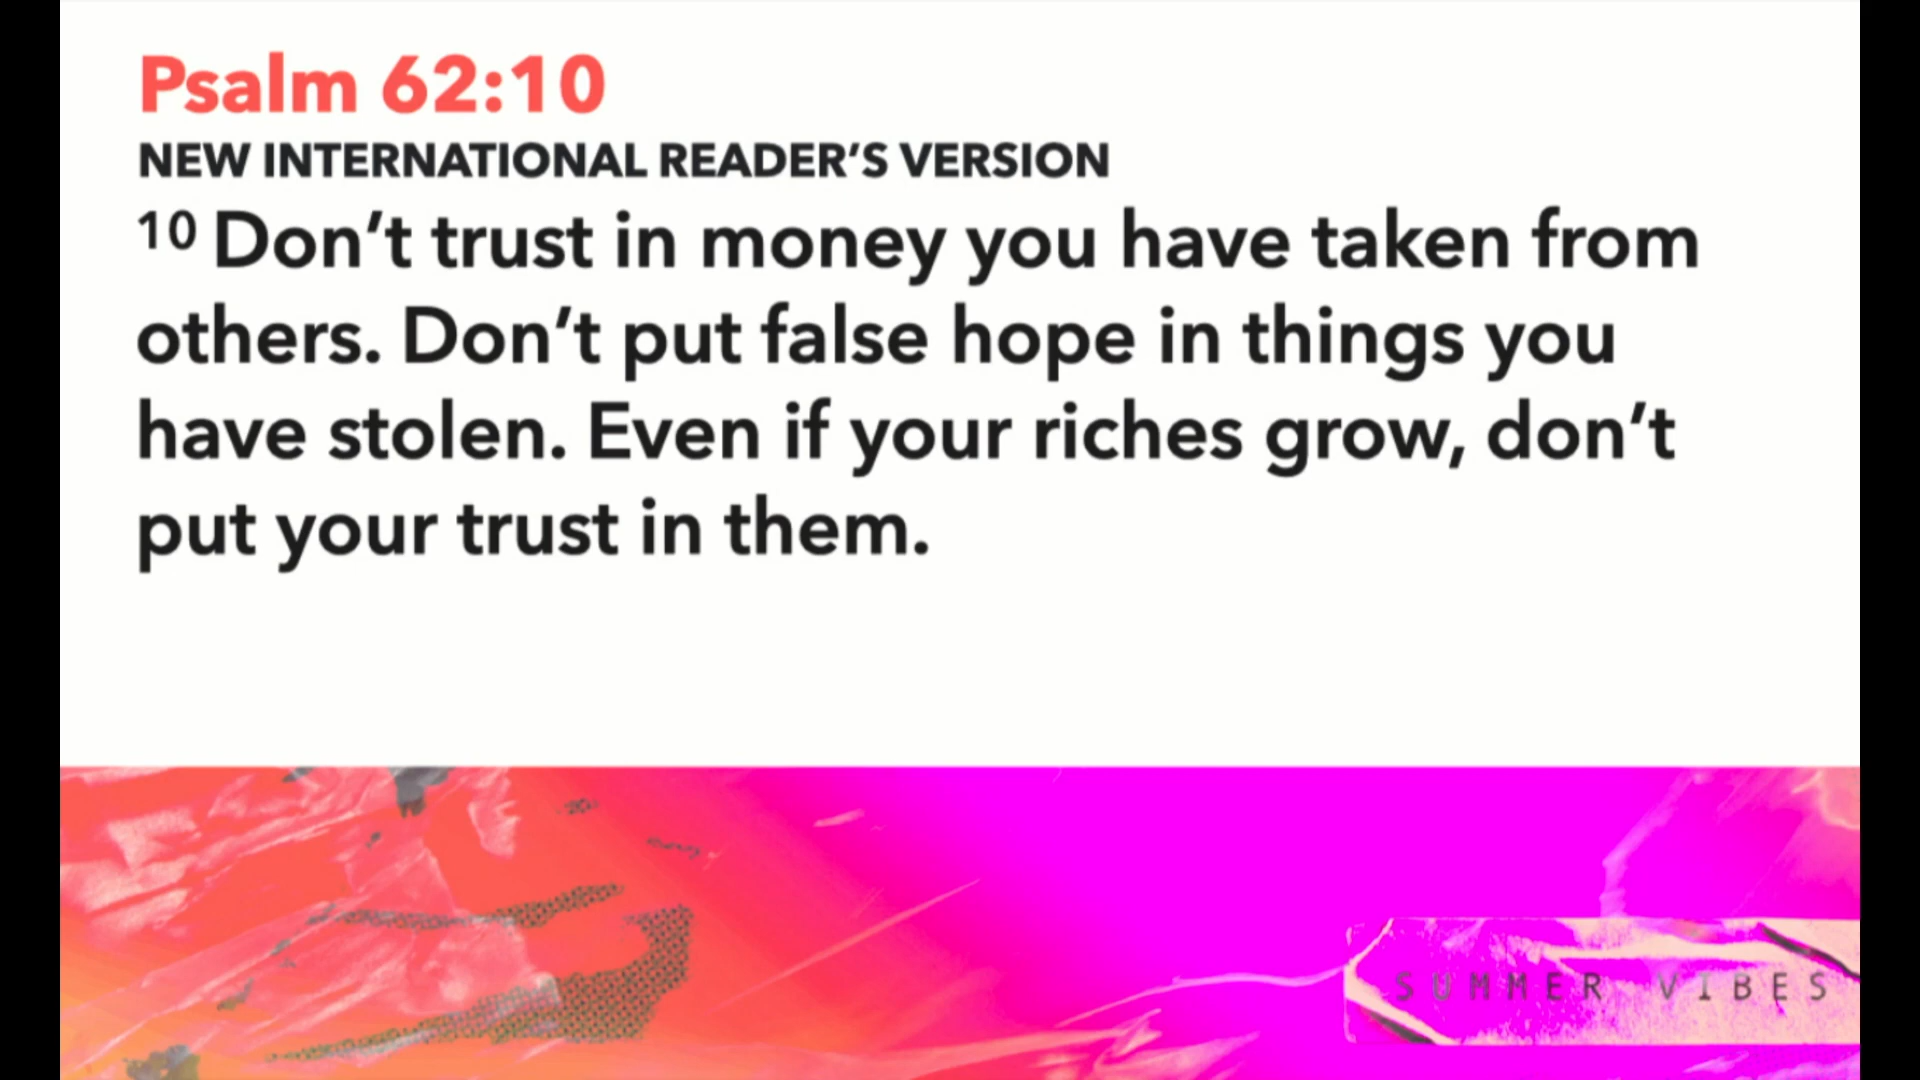 Psalm 62:10
NEW INTERNATIONAL READER’S VERSION
10 Don’t trust in money you have taken from
others. Don’t put false hope in things you
have stolen. Even if your riches grow, don’t
put your trust in them.
SUMMER VIBES